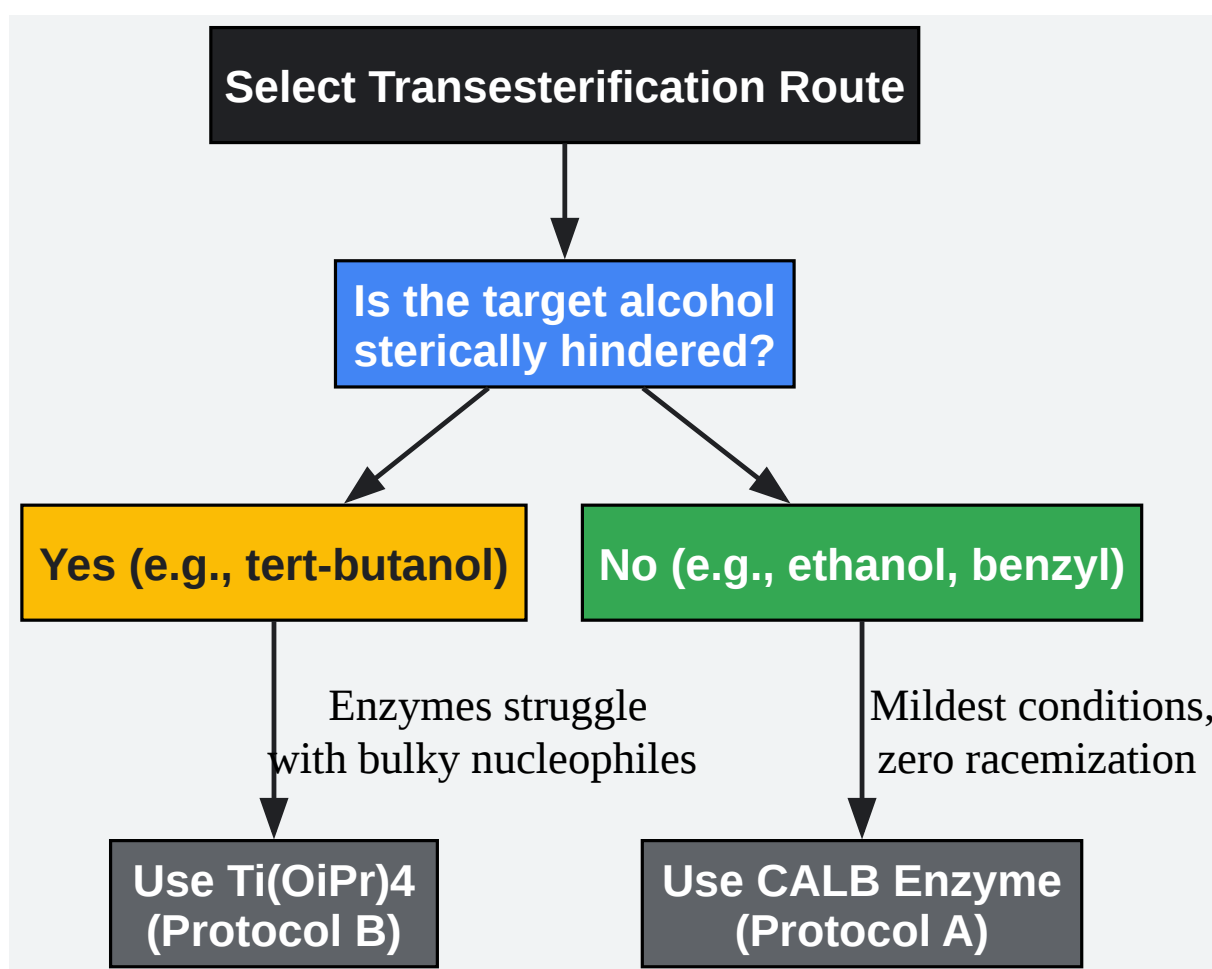 Select Transesterification Route
Is the target alcohol
sterically hindered?
Yes (e.g., tert-butanol)
No (e.g., ethanol, benzyl)
Enzymes struggle
with bulky nucleophiles
Mildest conditions,
zero racemization
Use Ti(OiPr)4
(Protocol B)
Use CALB Enzyme
(Protocol A)